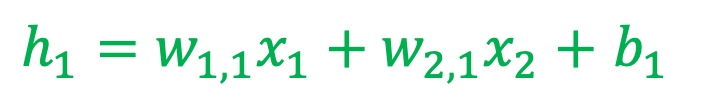 h₁ = w₁,₁x₁ + w₂,₁x₂ + b₁